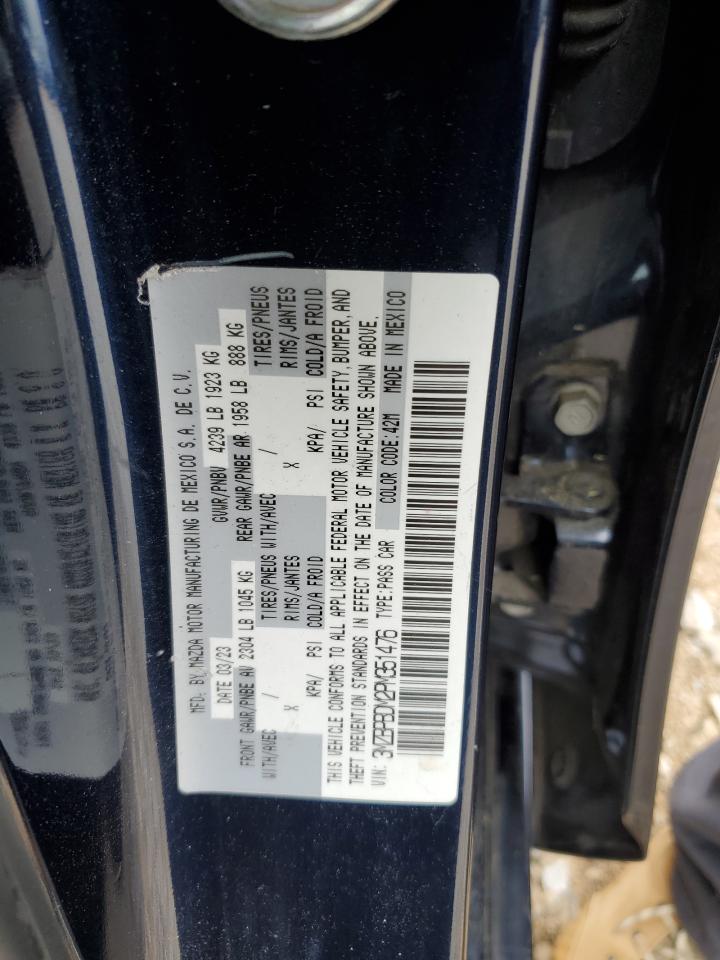 MFD. BY MAZDA MOTOR MANUFACTURING DE MEXICO S.A. DE C.V.
DATE 03/23 GVWR/PNBV 4239 LB 1923 KG
FRONT GAWR/PNBE AV 2304 LB 1045 KG REAR GAWR/PNBE AR 1958 LB 888 KG
WITH/AVEC / TIRES/PNEUS WITH/AVEC / TIRES/PNEUS
X RIMS/JANTES X RIMS/JANTES
KPA/ PSI COLD/A FROID KPA/ PSI COLD/A FROID
THIS VEHICLE CONFORMS TO ALL APPLICABLE FEDERAL MOTOR VEHICLE SAFETY, BUMPER, AND
THEFT PREVENTION STANDARDS IN EFFECT ON THE DATE OF MANUFACTURE SHOWN ABOVE.
VIN: 3MZBPBDM2PM351476 TYPE:PASS CAR COLOR CODE:42M MADE IN MEXICO